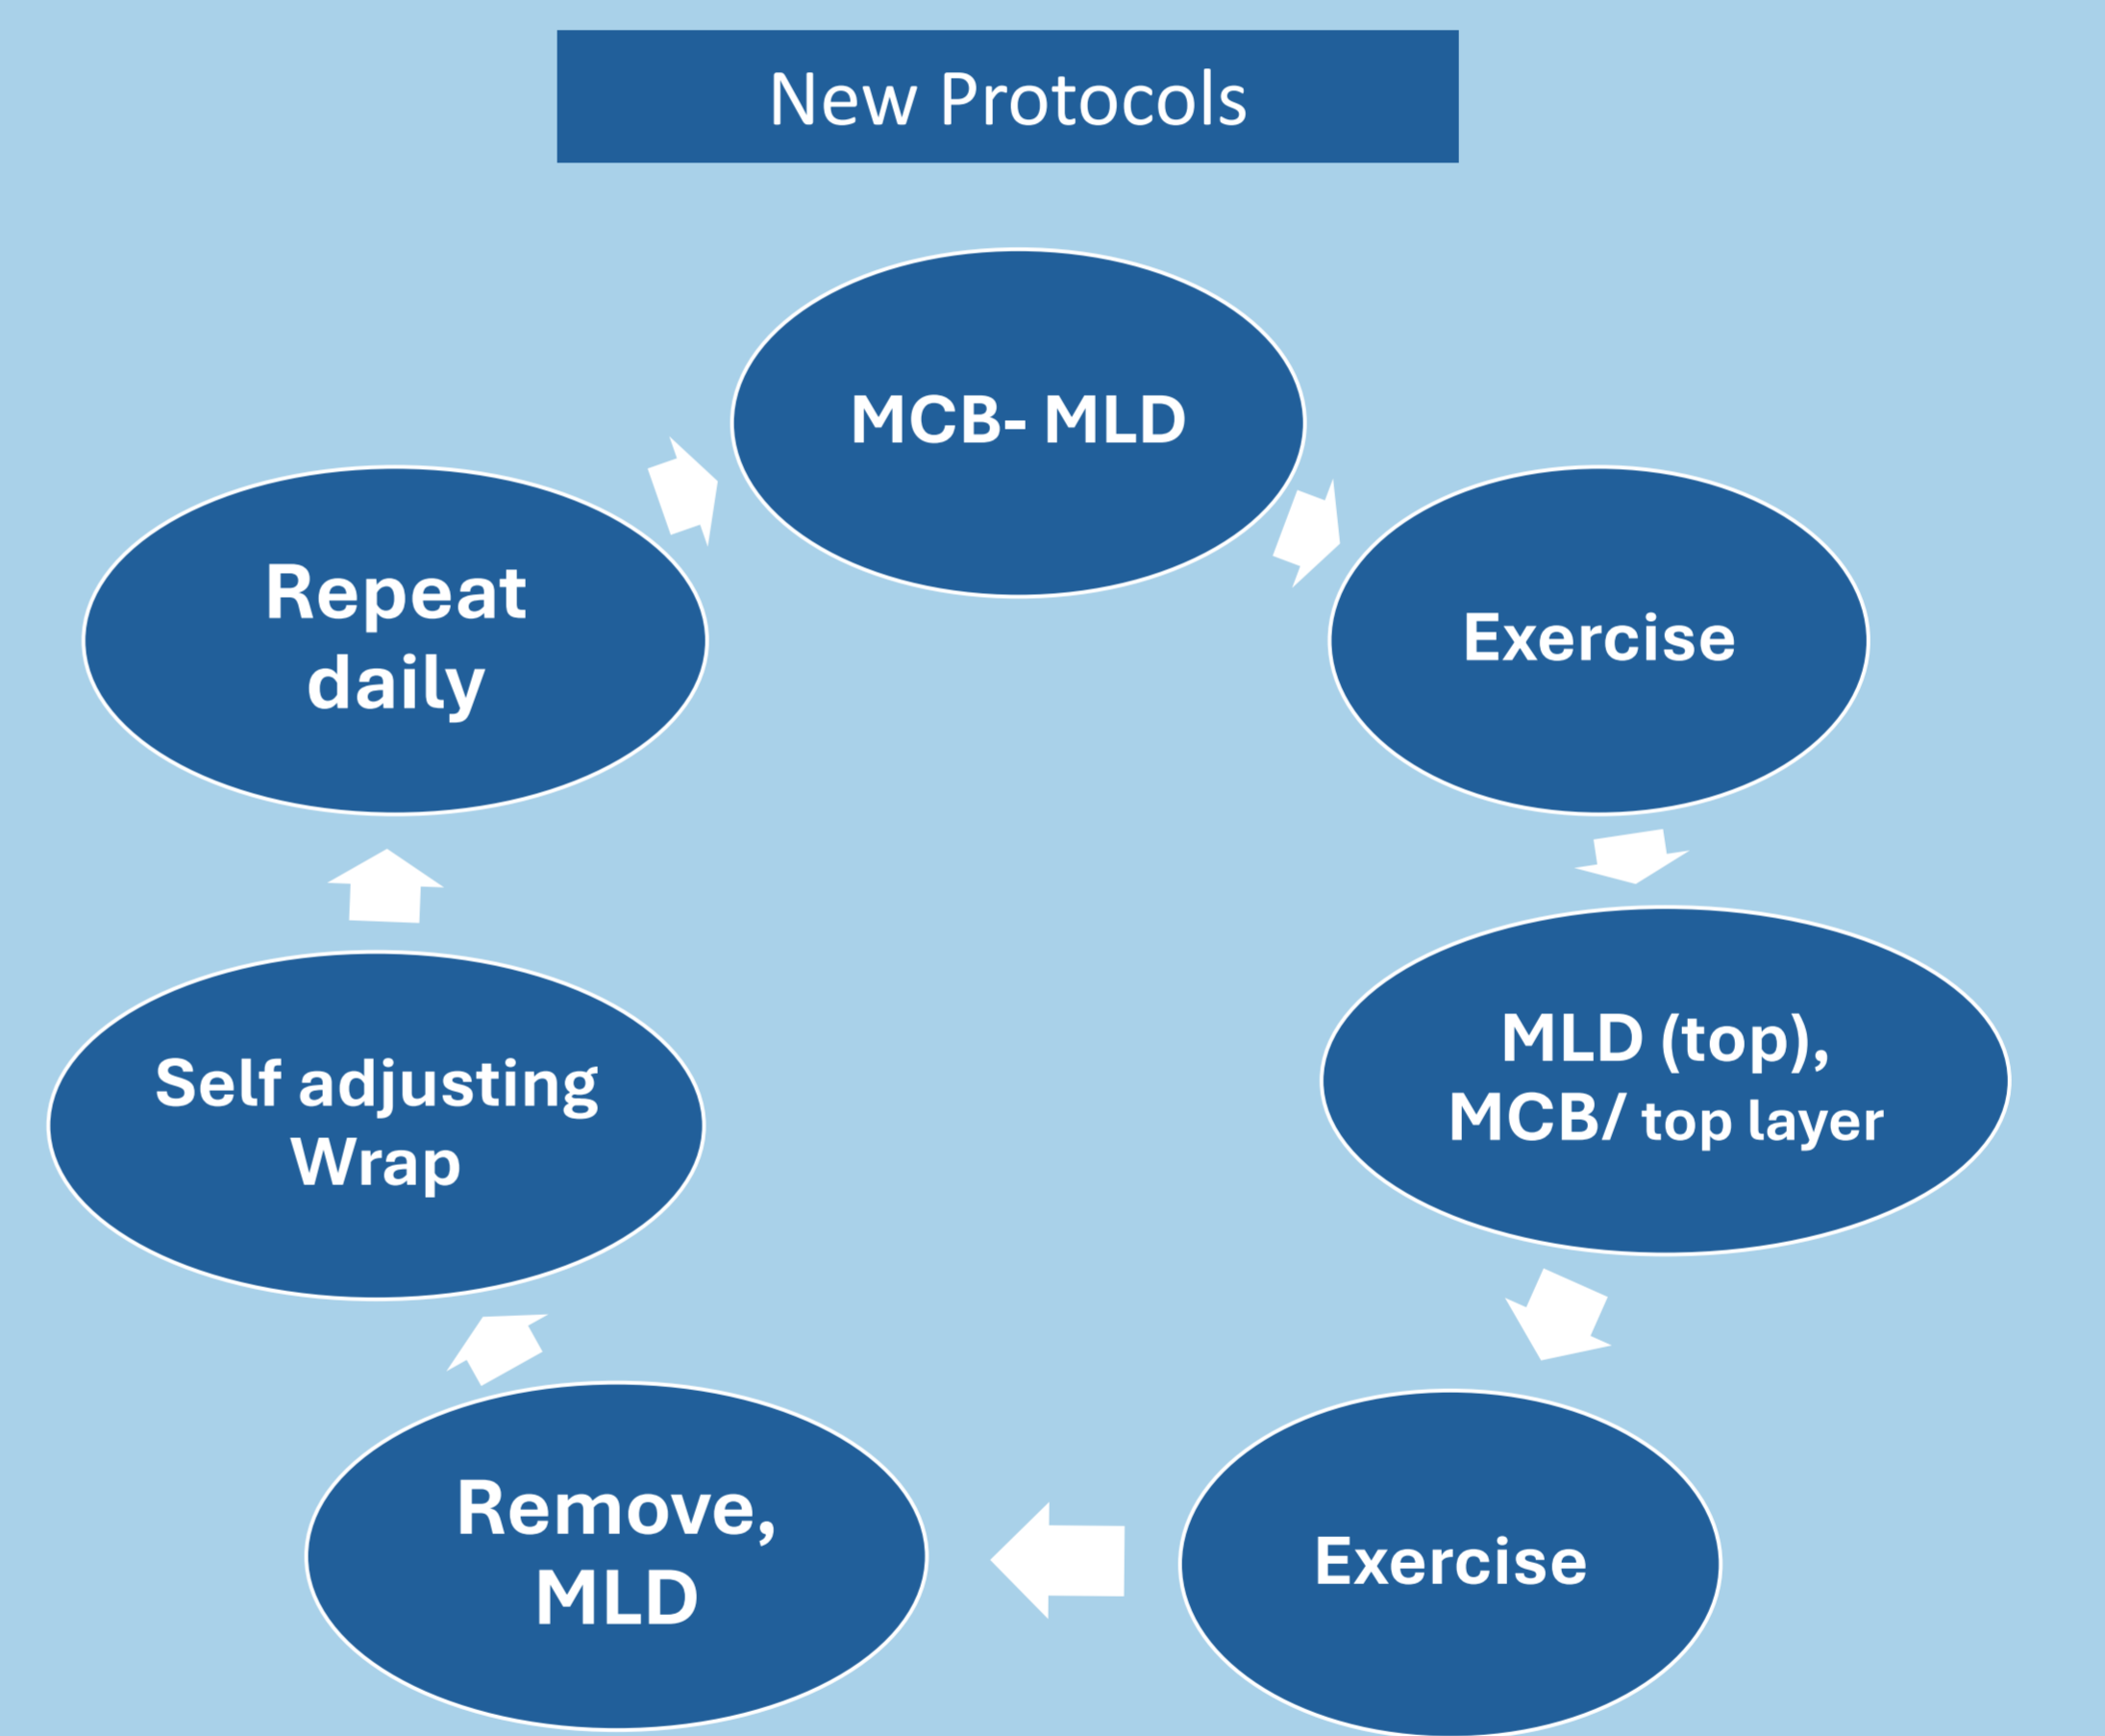 New Protocols
MCB- MLD
Exercise
MLD (top),
MCB/ top layer
Exercise
Remove,
MLD
Self adjusting
Wrap
Repeat
daily